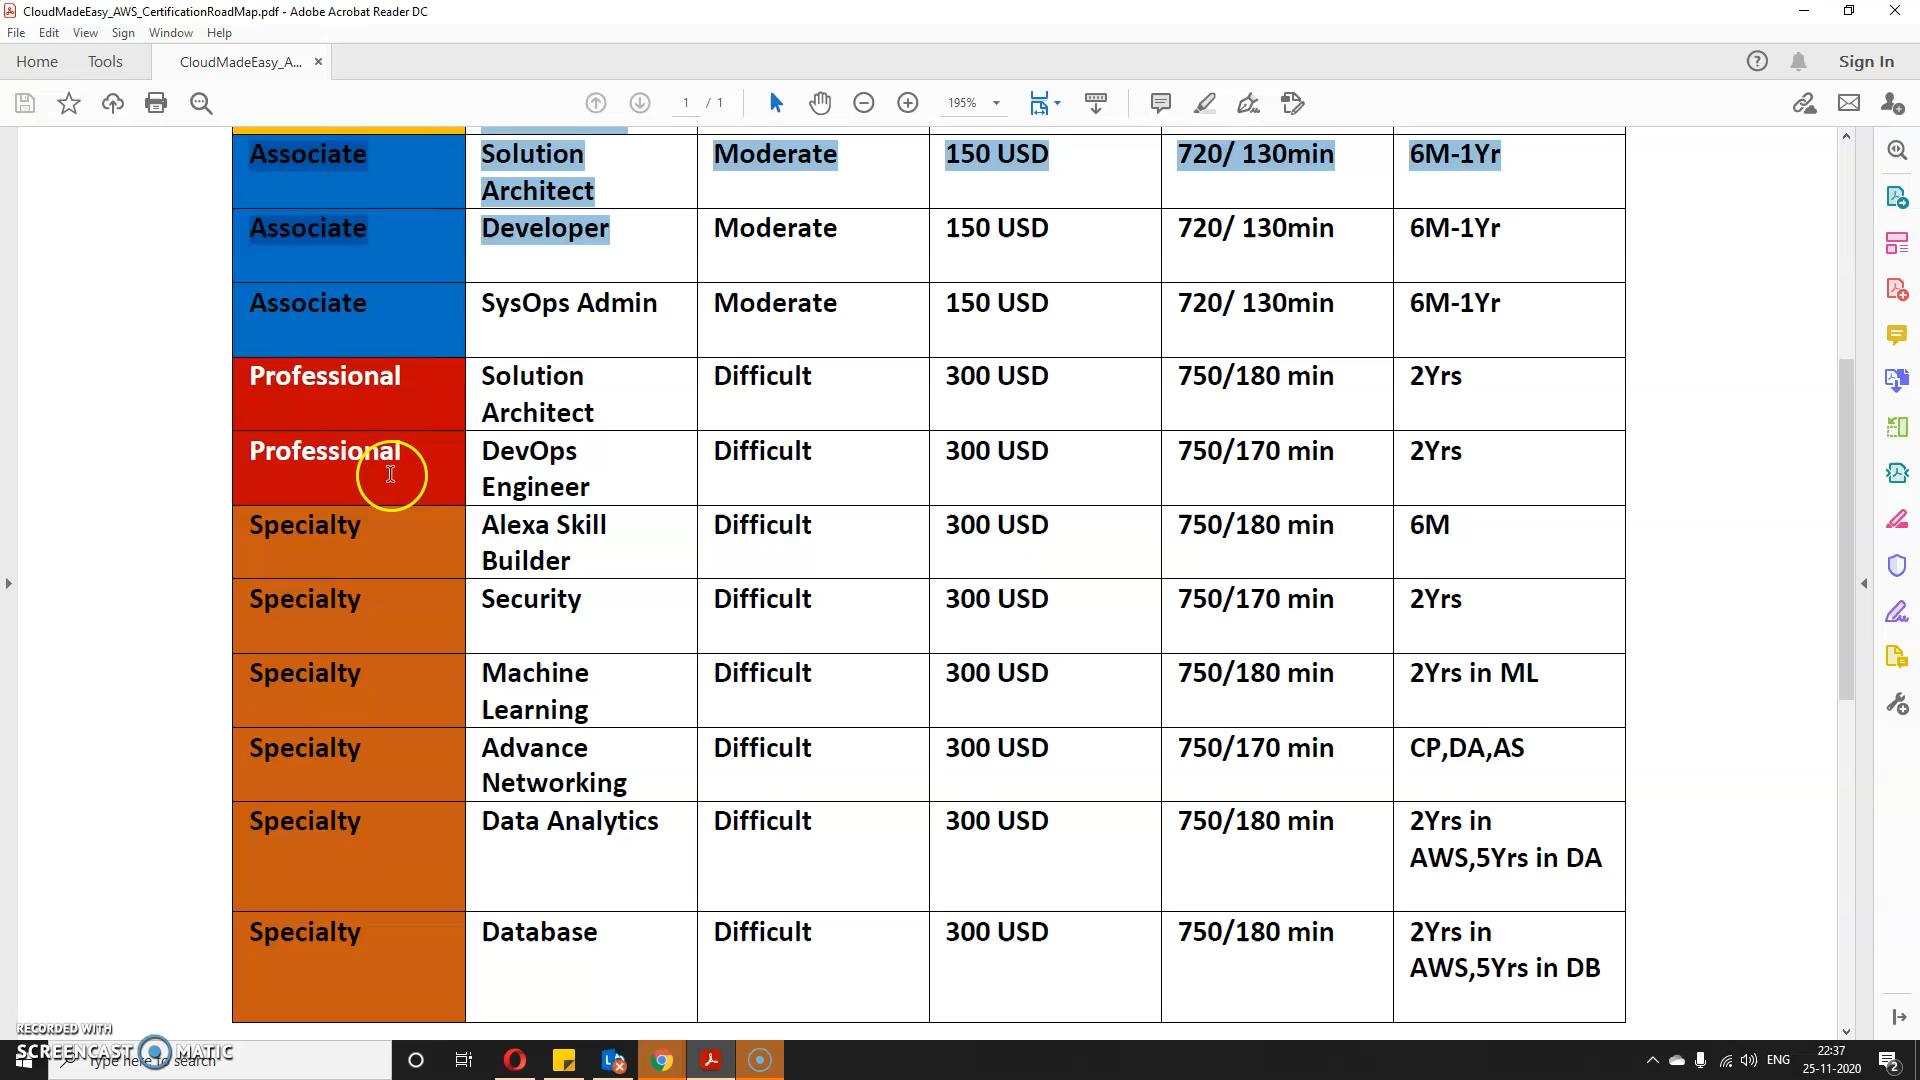 CloudMadeEasy_AWS_CertificationRoadMap.pdf - Adobe Acrobat Reader DC
File Edit View Sign Window Help
Home Tools CloudMadeEasy_A... × Sign In
1 / 1 195%
Associate Solution Architect Moderate 150 USD 720/ 130min 6M-1Yr
Associate Developer Moderate 150 USD 720/ 130min 6M-1Yr
Associate SysOps Admin Moderate 150 USD 720/ 130min 6M-1Yr
Professional Solution Architect Difficult 300 USD 750/180 min 2Yrs
Professional DevOps Engineer Difficult 300 USD 750/170 min 2Yrs
Specialty Alexa Skill Builder Difficult 300 USD 750/180 min 6M
Specialty Security Difficult 300 USD 750/170 min 2Yrs
Specialty Machine Learning Difficult 300 USD 750/180 min 2Yrs in ML
Specialty Advance Networking Difficult 300 USD 750/170 min CP,DA,AS
Specialty Data Analytics Difficult 300 USD 750/180 min 2Yrs in AWS,5Yrs in DA
Specialty Database Difficult 300 USD 750/180 min 2Yrs in AWS,5Yrs in DB
RECORDED WITH
SCREENCAST MATIC
Type here to search
ENG 22:37
25-11-2020 2